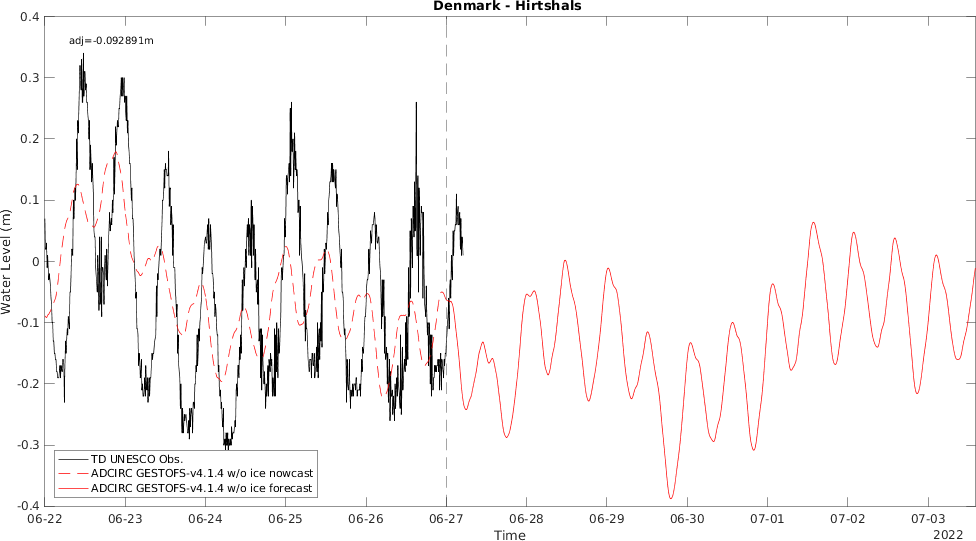 Denmark - Hirtshals
0.4
adj=-0.092891m
0.3
0.2
0.1
0
-0.1
-0.2
-0.3
-0.4
Water Level (m)
TD UNESCO Obs.
ADCIRC GESTOFS-v4.1.4 w/o ice nowcast
ADCIRC GESTOFS-v4.1.4 w/o ice forecast
06-22 06-23 06-24 06-25 06-26 06-27 06-28 06-29 06-30 07-01 07-02 07-03
Time
2022